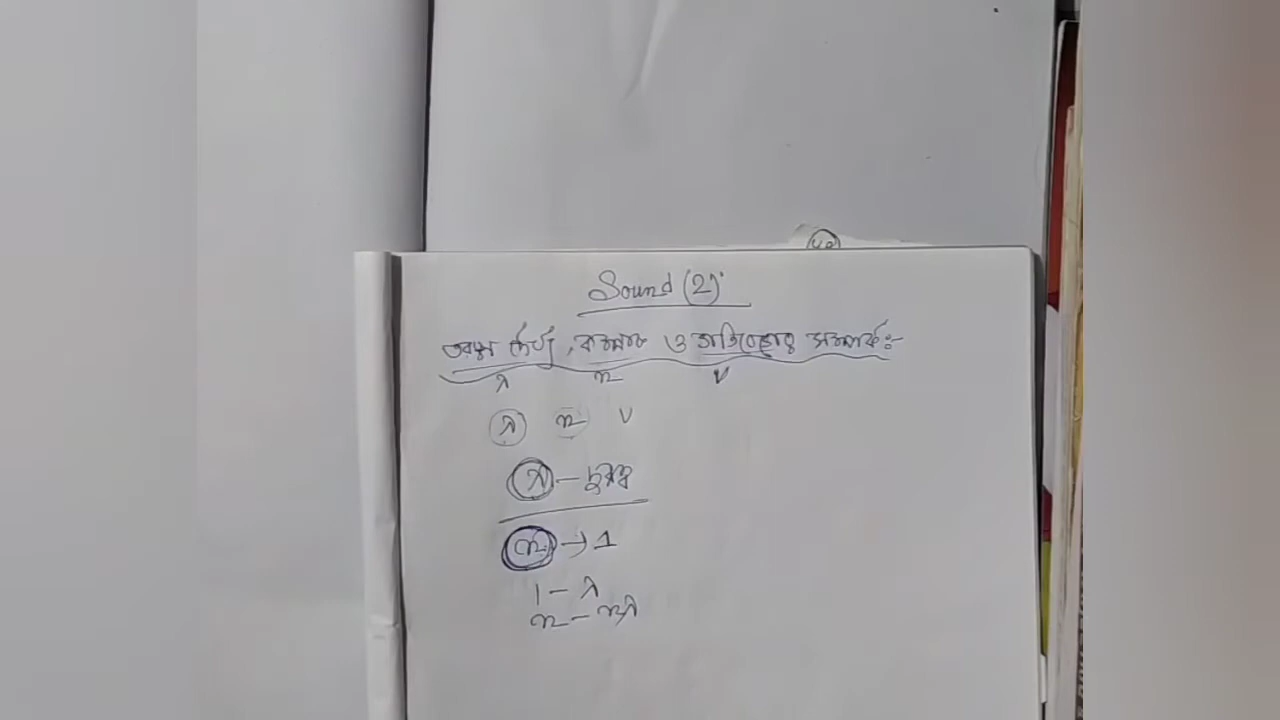 Sound (2)
তরঙ্গ দৈর্ঘ্য, কম্পাঙ্ক ও গতিবেগের সম্পর্ক:-
λ n v
λ n v
λ — দূরত্ব
n → 1
1 — λ
n — nλ